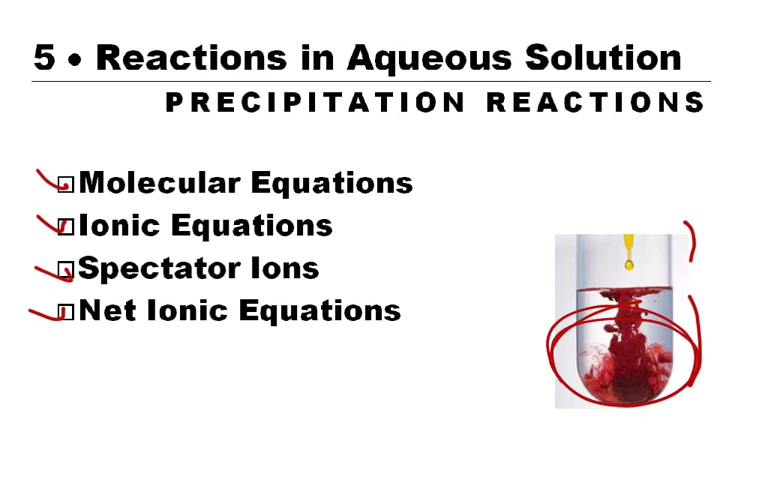 5 • Reactions in Aqueous Solution
PRECIPITATION REACTIONS
Molecular Equations
Ionic Equations
Spectator Ions
Net Ionic Equations